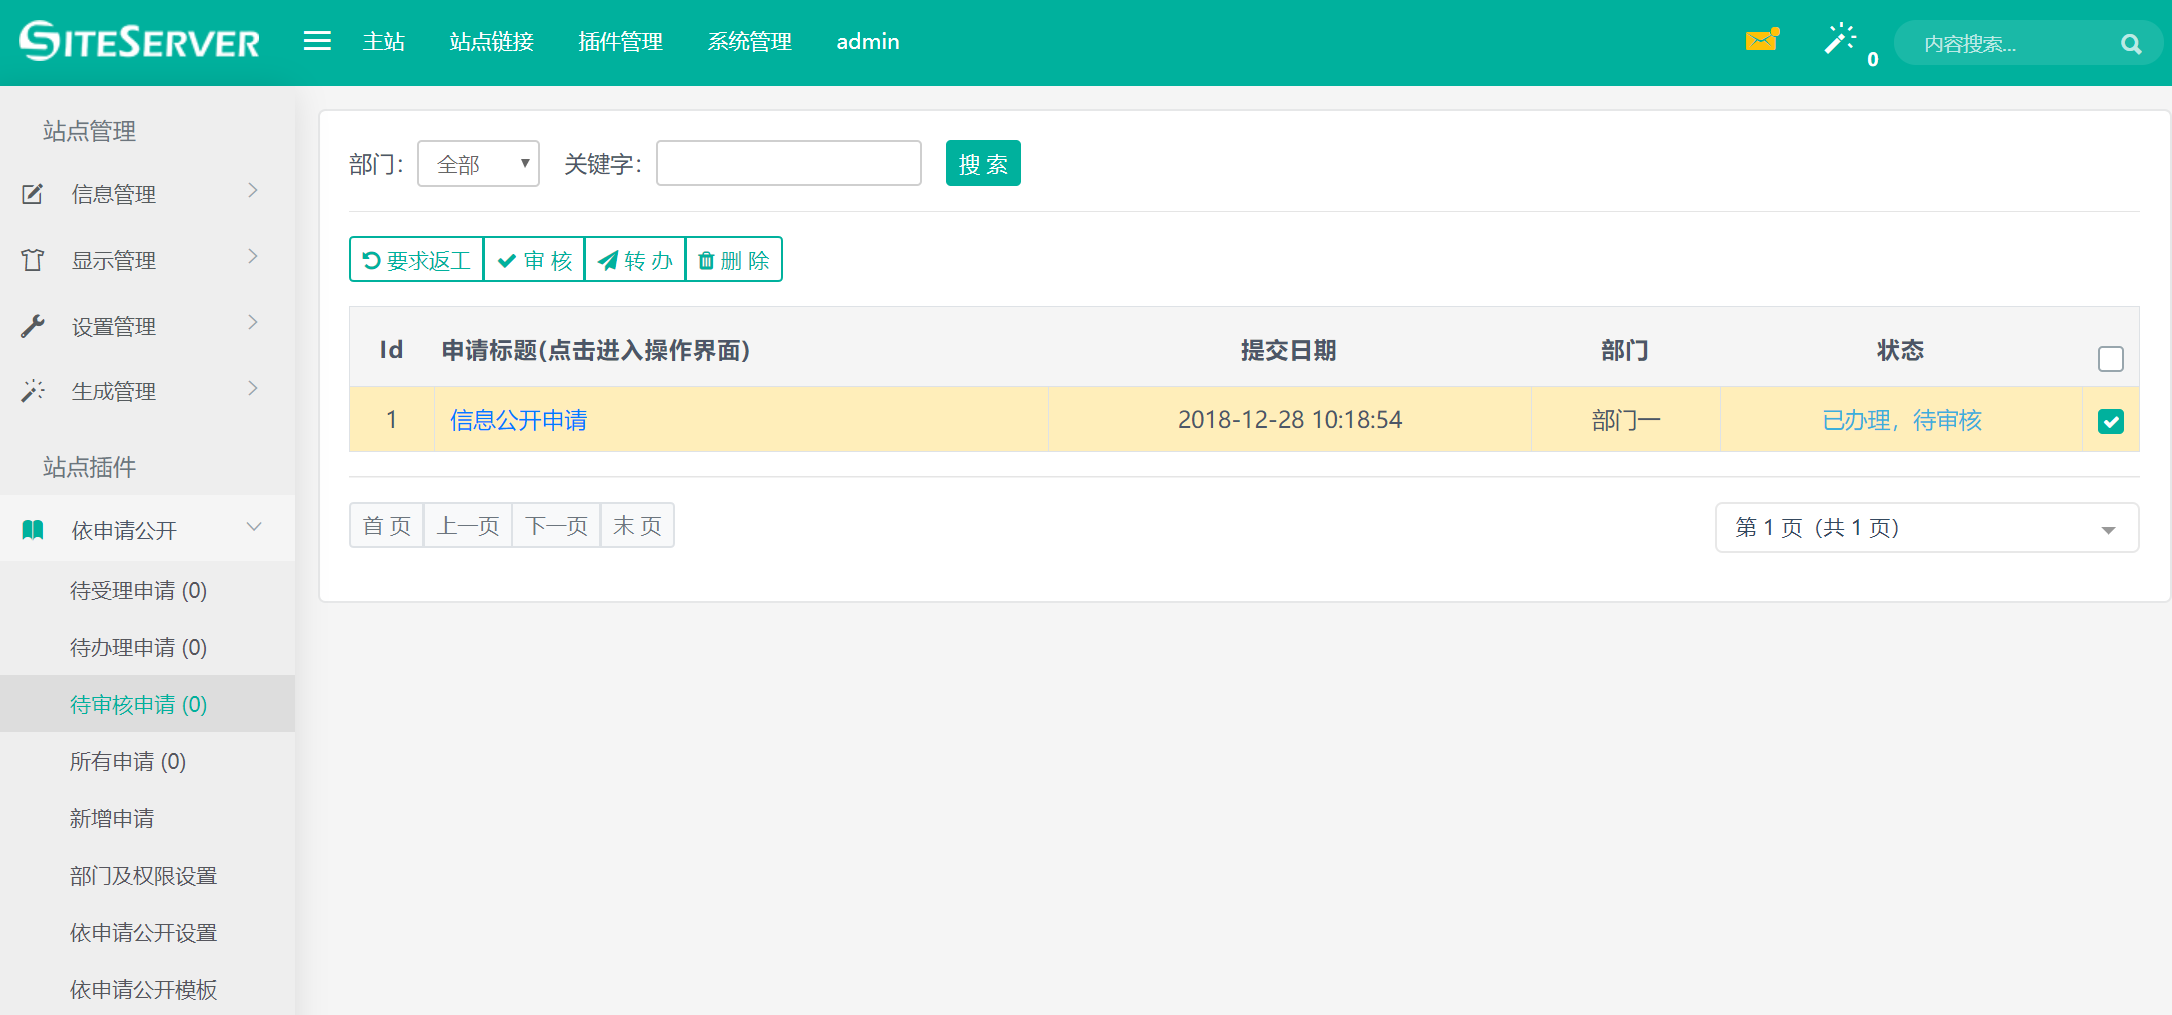 SITESERVER 主站 站点链接 插件管理 系统管理 admin 0 内容搜索...
站点管理
信息管理
显示管理
设置管理
生成管理
站点插件
依申请公开
待受理申请 (0)
待办理申请 (0)
待审核申请 (0)
所有申请 (0)
新增申请
部门及权限设置
依申请公开设置
依申请公开模板
部门： 全部 关键字： 搜 索
要求返工 审 核 转 办 删 除
Id 申请标题(点击进入操作界面) 提交日期 部门 状态
1 信息公开申请 2018-12-28 10:18:54 部门一 已办理，待审核
首 页 上一页 下一页 末 页 第 1 页（共 1 页）